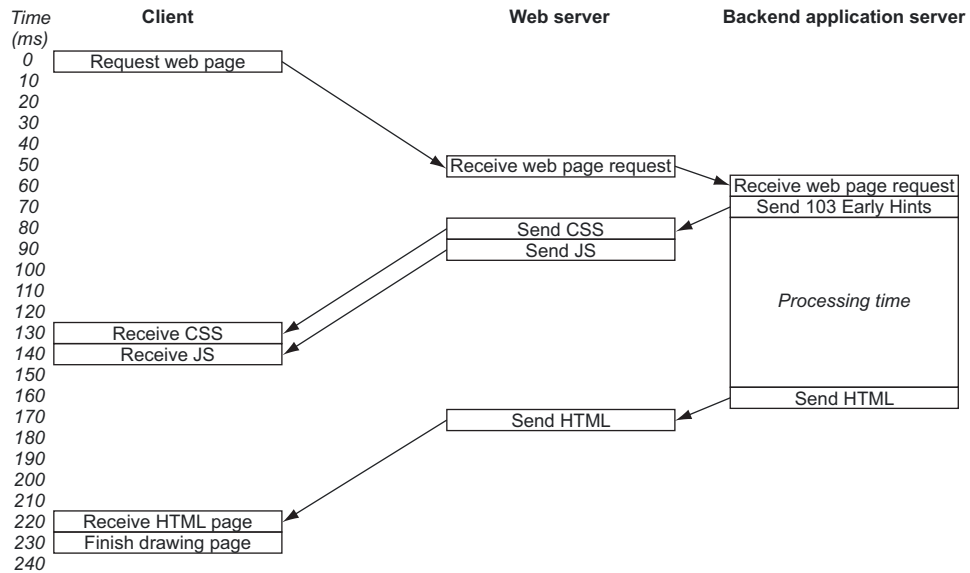 Time Client Web server Backend application server
(ms)
0 Request web page
10
20
30
40
50 Receive web page request
60 Receive web page request
70 Send 103 Early Hints
80 Send CSS
90 Send JS
100
110 Processing time
120
130 Receive CSS
140 Receive JS
150
160 Send HTML
170 Send HTML
180
190
200
210
220 Receive HTML page
230 Finish drawing page
240